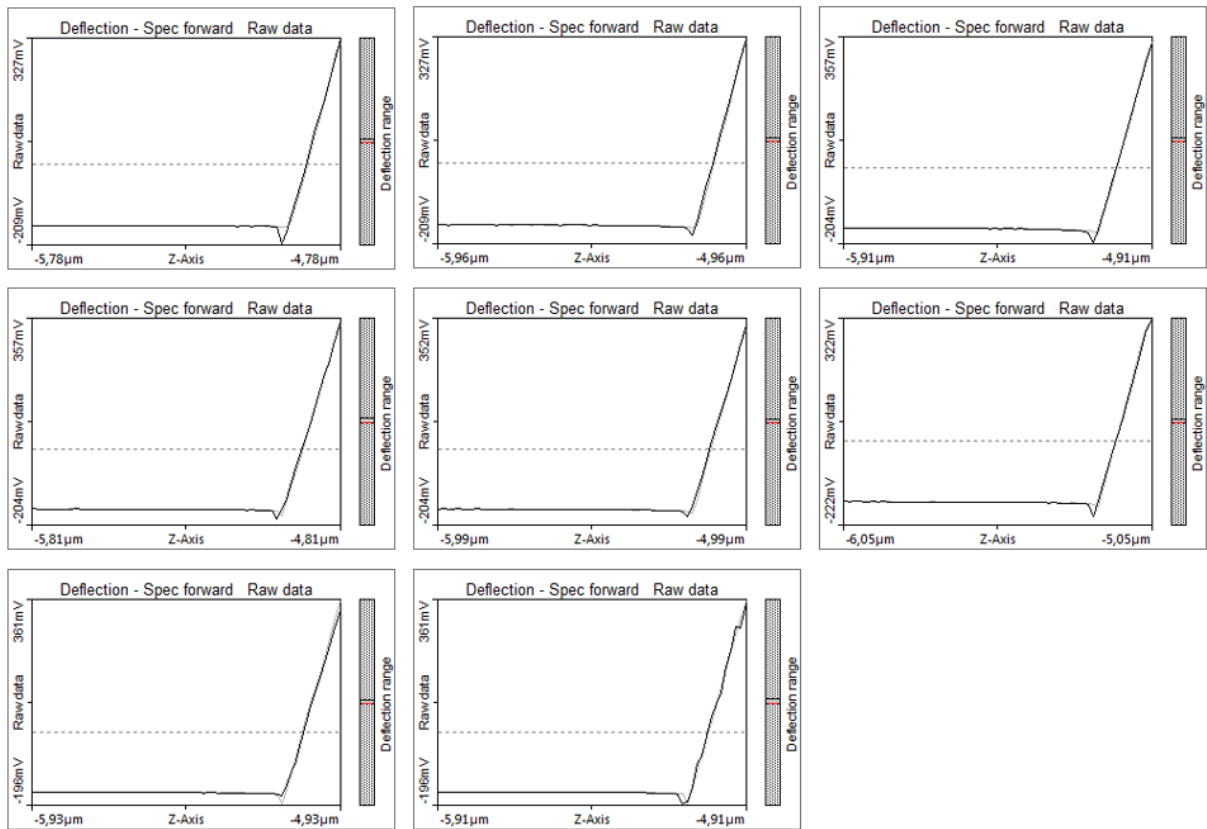 Deflection - Spec forward Raw data
327mV
Raw data
-209mV
Deflection range
-5,78µm Z-Axis -4,78µm
Deflection - Spec forward Raw data
327mV
Raw data
-209mV
Deflection range
-5,96µm Z-Axis -4,96µm
Deflection - Spec forward Raw data
357mV
Raw data
-204mV
Deflection range
-5,91µm Z-Axis -4,91µm
Deflection - Spec forward Raw data
357mV
Raw data
-204mV
Deflection range
-5,81µm Z-Axis -4,81µm
Deflection - Spec forward Raw data
352mV
Raw data
-204mV
Deflection range
-5,99µm Z-Axis -4,99µm
Deflection - Spec forward Raw data
322mV
Raw data
-222mV
Deflection range
-6,05µm Z-Axis -5,05µm
Deflection - Spec forward Raw data
361mV
Raw data
-196mV
Deflection range
-5,93µm Z-Axis -4,93µm
Deflection - Spec forward Raw data
361mV
Raw data
-196mV
Deflection range
-5,91µm Z-Axis -4,91µm